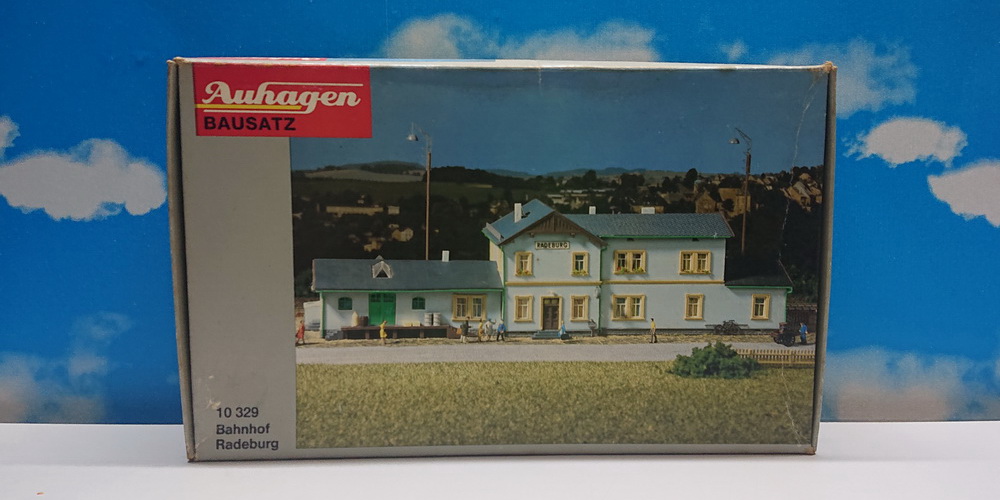 Auhagen
BAUSATZ
RADEBURG
10 329
Bahnhof
Radeburg